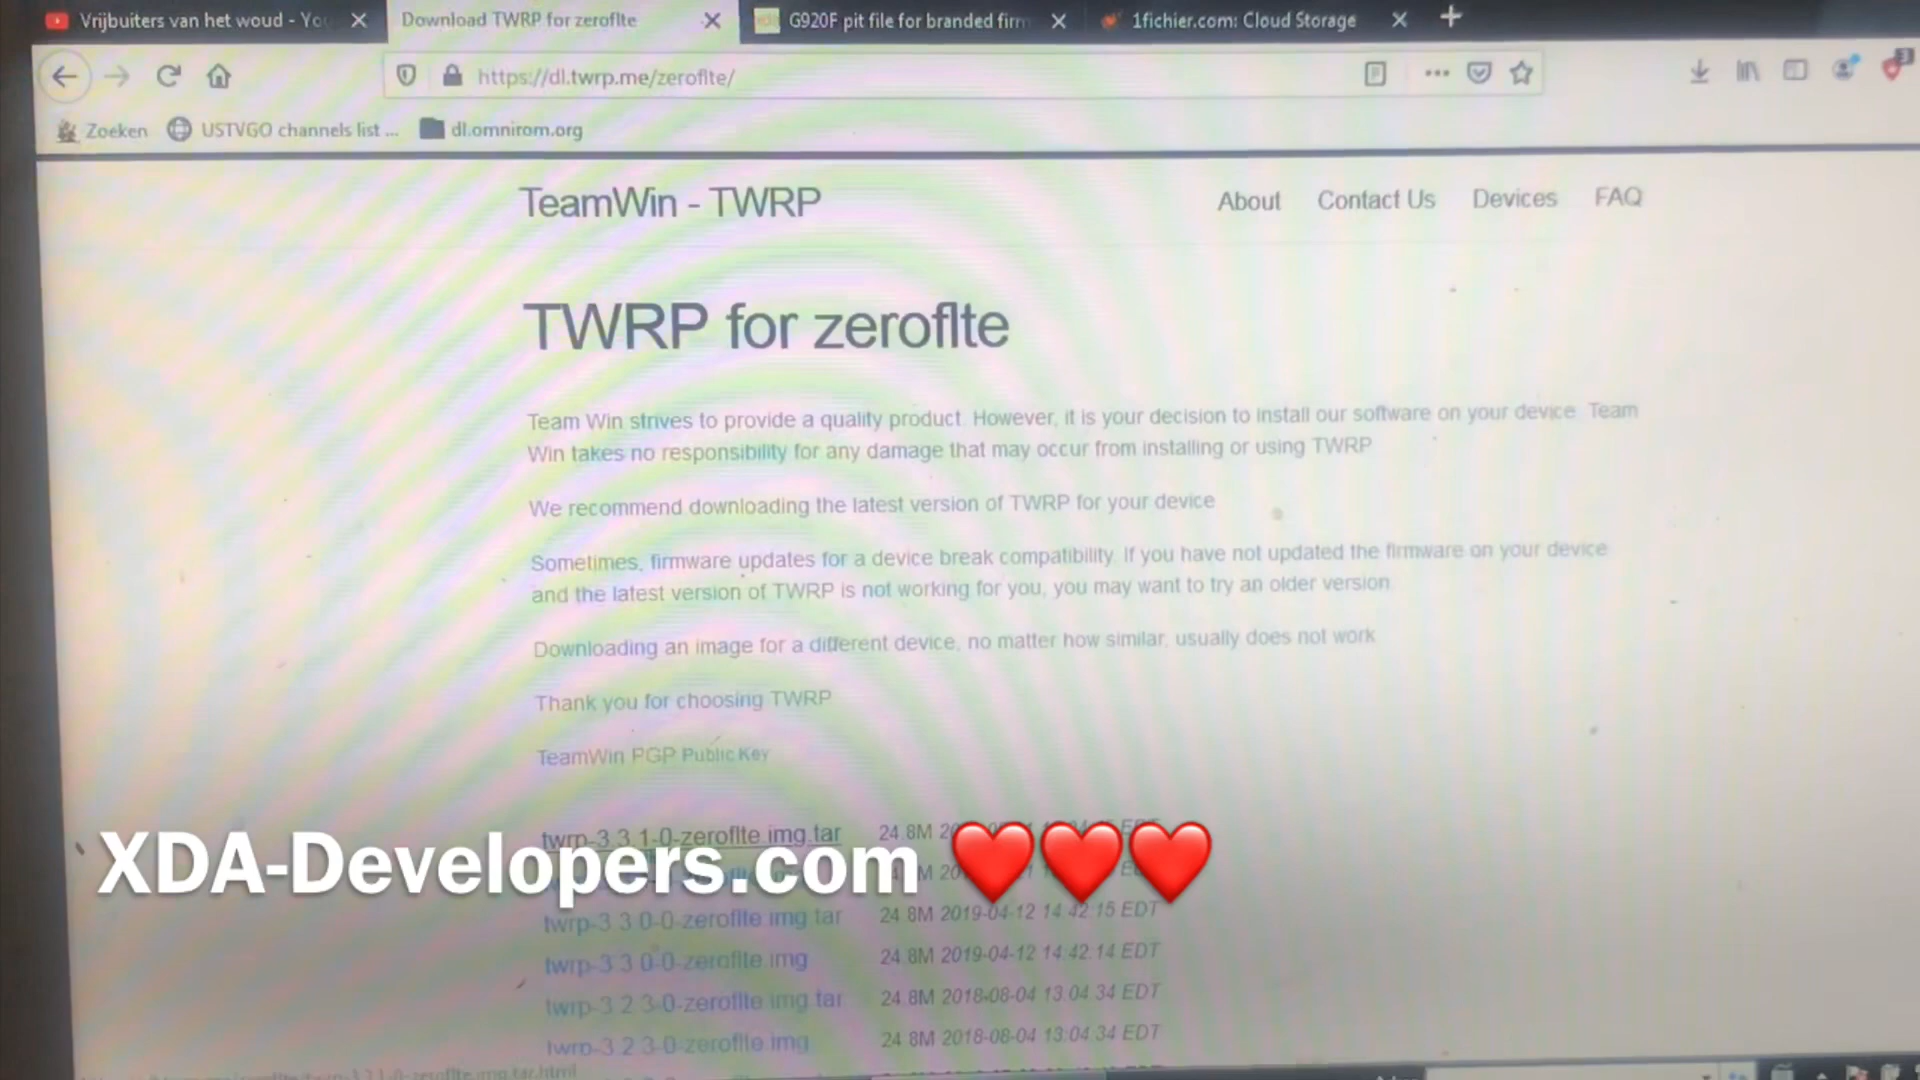 Vrijbuiters van het woud - You
Download TWRP for zeroflte
G920F pit file for branded firm
1fichier.com: Cloud Storage
https://dl.twrp.me/zeroflte/
3
Zoeken
USTVGO channels list ...
dl.omnirom.org
TeamWin - TWRP
About
Contact Us
Devices
FAQ
TWRP for zeroflte
Team Win strives to provide a quality product. However, it is your decision to install our software on your device. Team
Win takes no responsibility for any damage that may occur from installing or using TWRP.
We recommend downloading the latest version of TWRP for your device.
Sometimes, firmware updates for a device break compatibility. If you have not updated the firmware on your device
and the latest version of TWRP is not working for you, you may want to try an older version.
Downloading an image for a different device, no matter how similar, usually does not work.
Thank you for choosing TWRP
TeamWin PGP Public Key
twrp-3.3.1-0-zeroflte.img.tar 24.8M
XDA-Developers.com ❤️❤️❤️
twrp-3.3.0-0-zeroflte.img.tar 24.8M 2019-04-12 14:42:15 EDT
twrp-3.3.0-0-zeroflte.img 24.8M 2019-04-12 14:42:14 EDT
twrp-3.2.3-0-zeroflte.img.tar 24.8M 2018-08-04 13:04:34 EDT
twrp-3.2.3-0-zeroflte.img 24.8M 2018-08-04 13:04:34 EDT